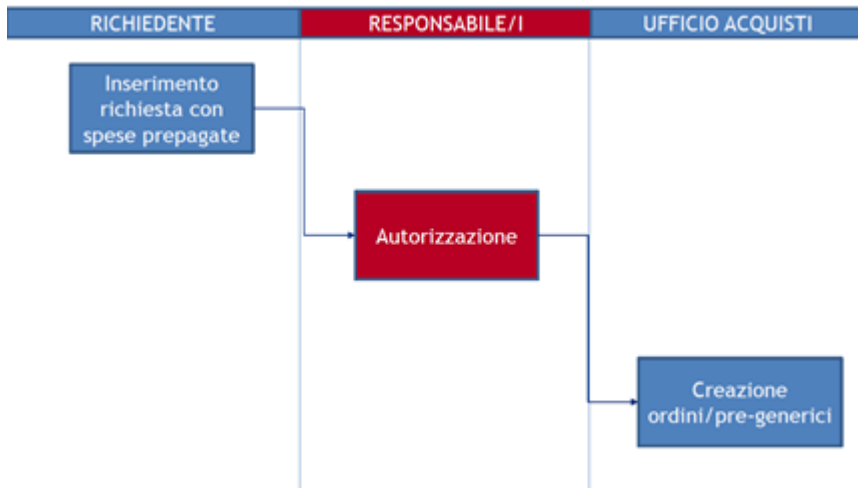 RICHIEDENTE
RESPONSABILE/I
UFFICIO ACQUISTI
Inserimento
richiesta con
spese prepagate
Autorizzazione
Creazione
ordini/pre-generici